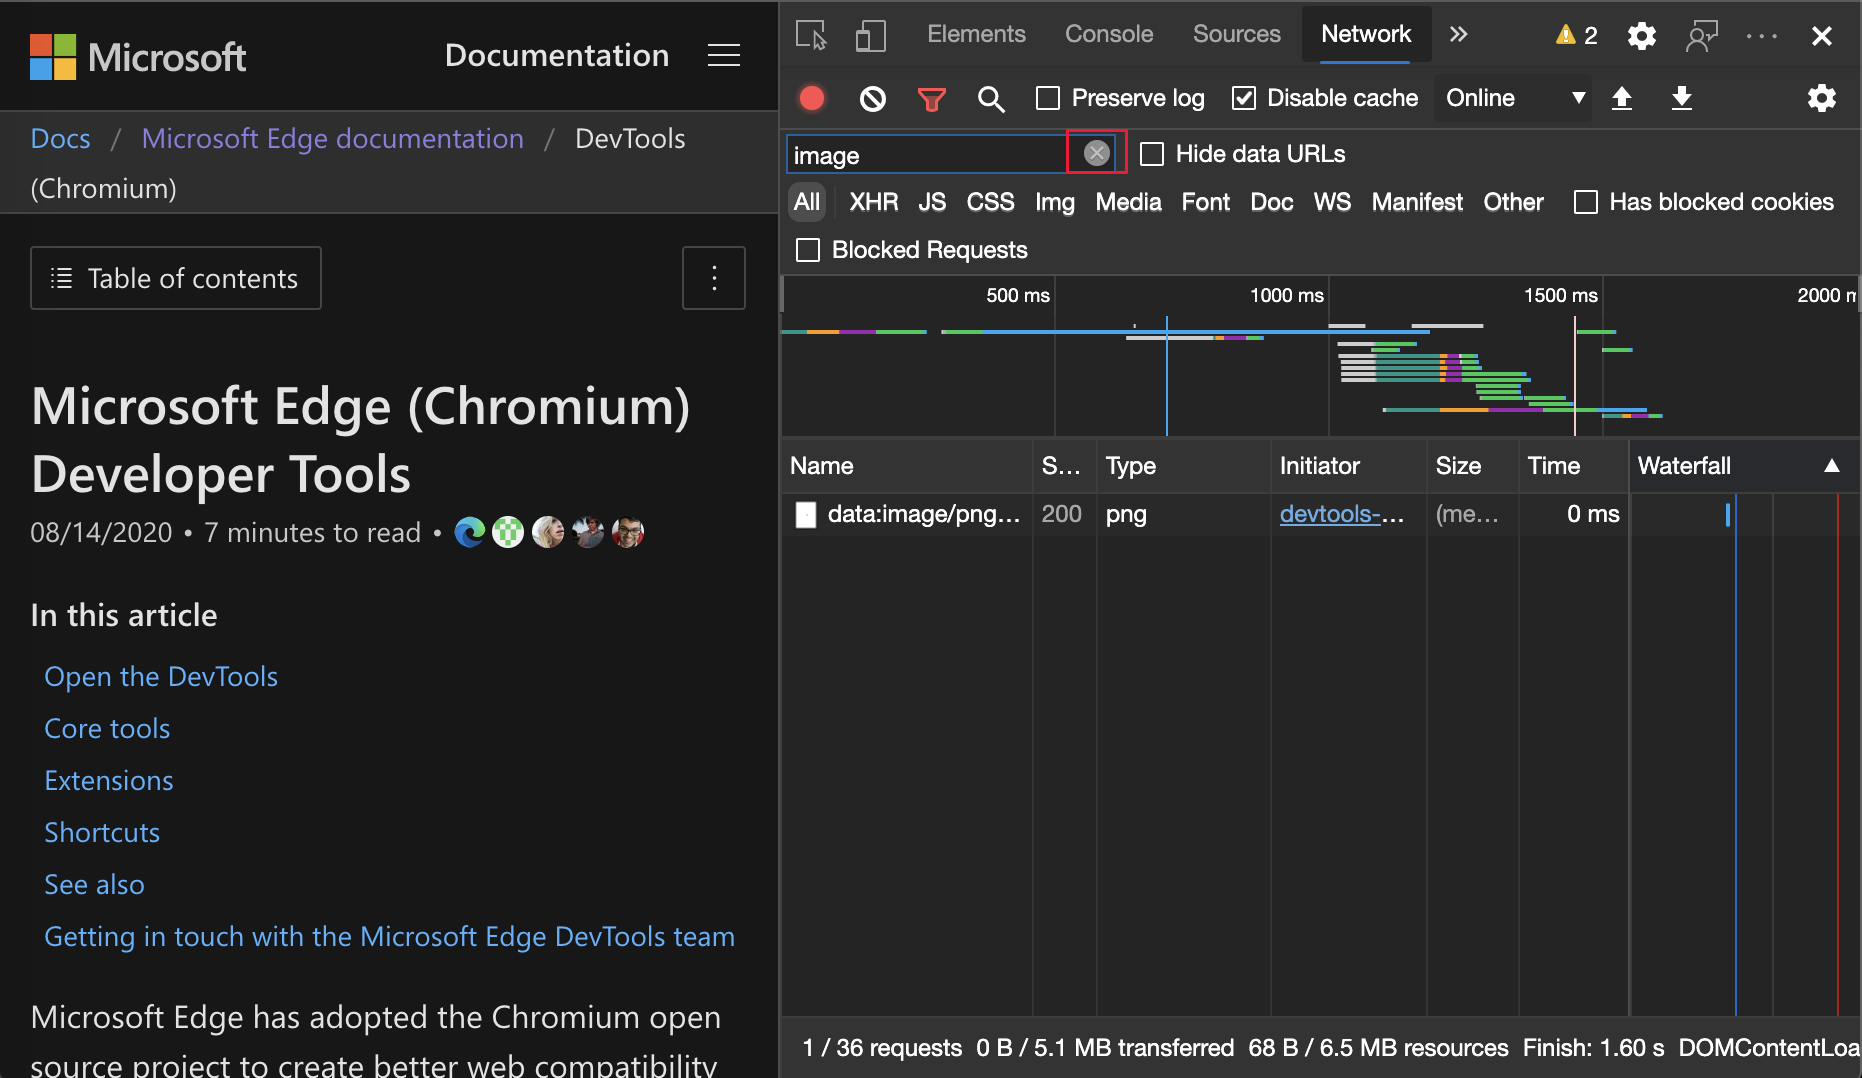 Microsoft
Documentation
Docs / Microsoft Edge documentation / DevTools
(Chromium)
Table of contents
Microsoft Edge (Chromium)
Developer Tools
08/14/2020 • 7 minutes to read •
In this article
Open the DevTools
Core tools
Extensions
Shortcuts
See also
Getting in touch with the Microsoft Edge DevTools team
Microsoft Edge has adopted the Chromium open
source project to create better web compatibility
Elements Console Sources Network » 2
Preserve log Disable cache Online
image Hide data URLs
All XHR JS CSS Img Media Font Doc WS Manifest Other Has blocked cookies
Blocked Requests
500 ms 1000 ms 1500 ms 2000 m
Name S... Type Initiator Size Time Waterfall
data:image/png... 200 png devtools-... (me... 0 ms
1 / 36 requests 0 B / 5.1 MB transferred 68 B / 6.5 MB resources Finish: 1.60 s DOMContentLoa